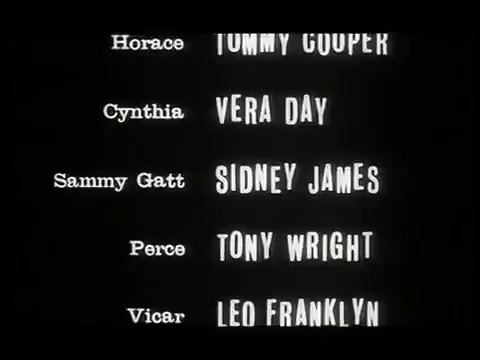 Horace TOMMY COOPER
Cynthia VERA DAY
Sammy Gatt SIDNEY JAMES
Perce TONY WRIGHT
Vicar LEO FRANKLYN